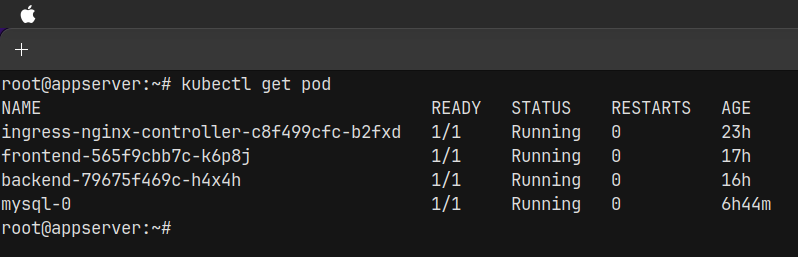 root@appserver:~# kubectl get pod
NAME READY STATUS RESTARTS AGE
ingress-nginx-controller-c8f499cfc-b2fxd 1/1 Running 0 23h
frontend-565f9cbb7c-k6p8j 1/1 Running 0 17h
backend-79675f469c-h4x4h 1/1 Running 0 16h
mysql-0 1/1 Running 0 6h44m
root@appserver:~#